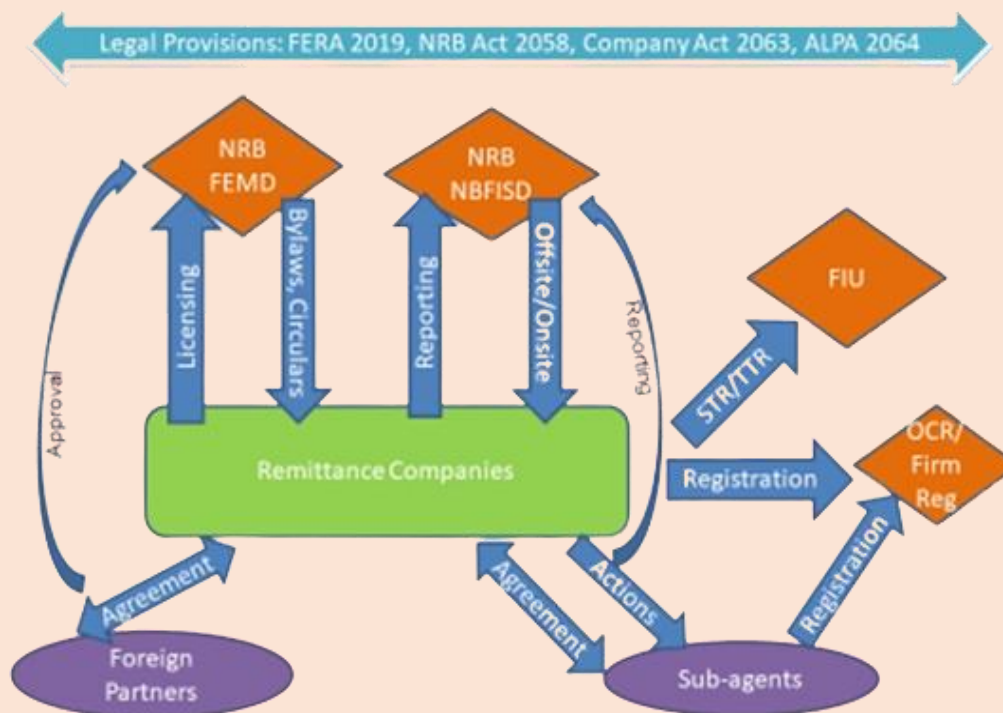 Legal Provisions: FERA 2019, NRB Act 2058, Company Act 2063, ALPA 2064
NRB
FEMD
NRB
NBFISD
FIU
Licensing
Bylaws, Circulars
Reporting
Offsite/Onsite
Reporting
Approval
STR/TTR
OCR/
Firm
Reg
Remittance Companies
Registration
Registration
Agreement
Agreement
Actions
Foreign
Partners
Sub-agents